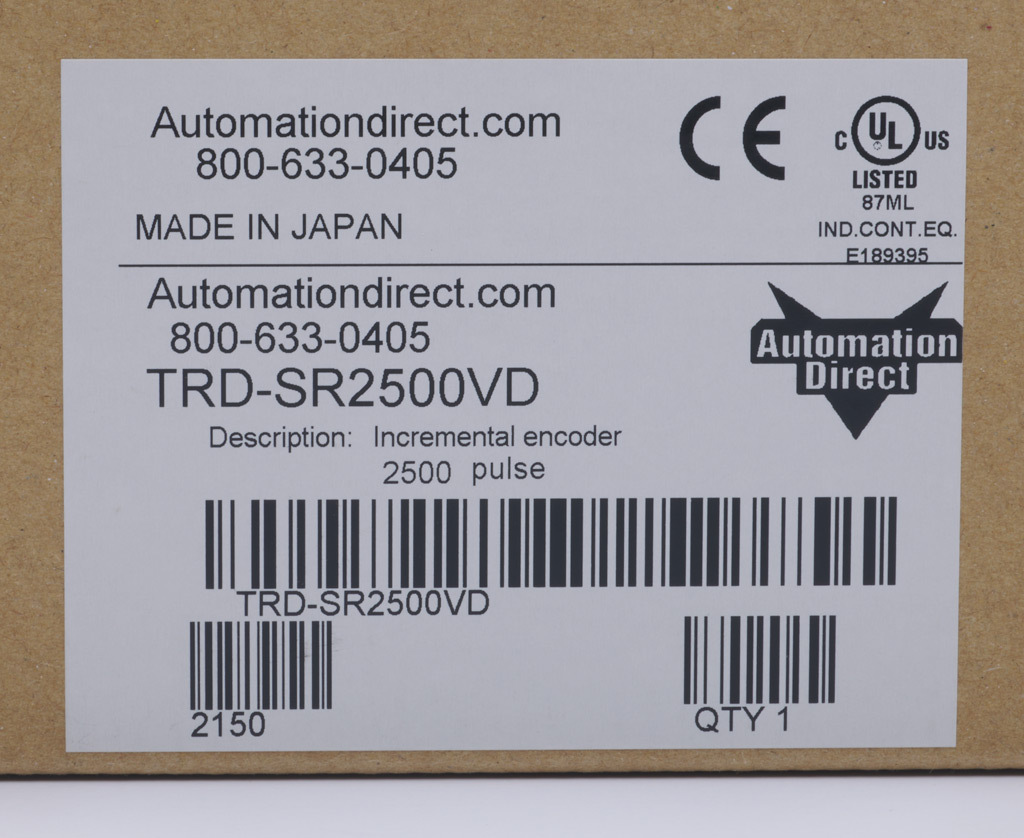 Automationdirect.com
800-633-0405
MADE IN JAPAN
CE
C UL US
LISTED
87ML
IND.CONT.EQ.
E189395
Automationdirect.com
800-633-0405
TRD-SR2500VD
Automation
Direct
Description: Incremental encoder
2500 pulse
TRD-SR2500VD
2150
QTY 1